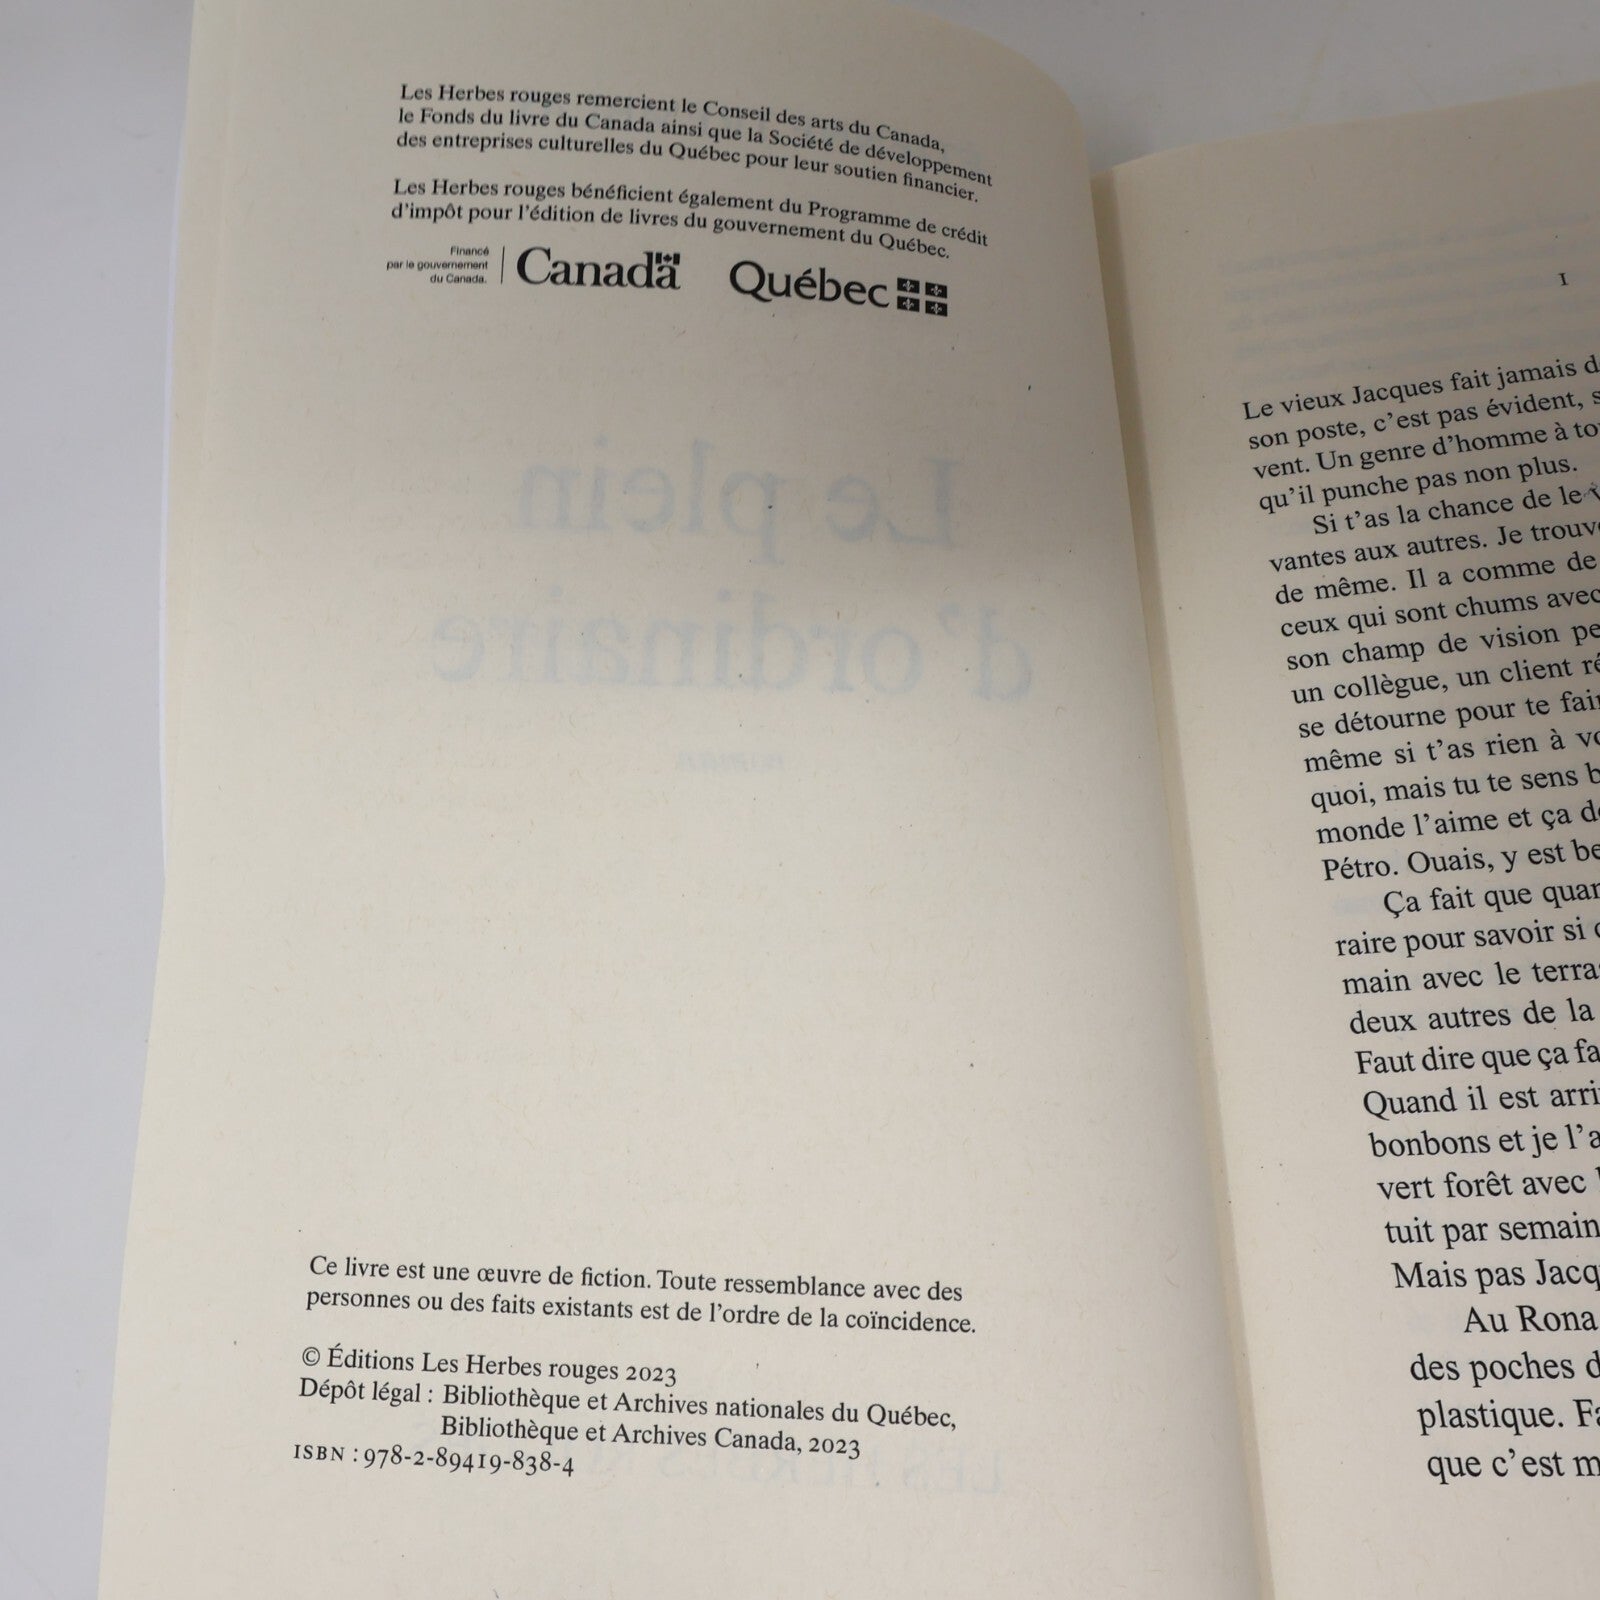 Les Herbes rouges remercient le Conseil des arts du Canada,
le Fonds du livre du Canada ainsi que la Société de développement
des entreprises culturelles du Québec pour leur soutien financier.
Les Herbes rouges bénéficient également du Programme de crédit
d'impôt pour l'édition de livres du gouvernement du Québec.
Financé
par le gouvernement
du Canada.
Canada
Québec
Le plein
d'ordinaire
roman
Ce livre est une œuvre de fiction. Toute ressemblance avec des
personnes ou des faits existants est de l'ordre de la coïncidence.
© Éditions Les Herbes rouges 2023
Dépôt légal : Bibliothèque et Archives nationales du Québec,
Bibliothèque et Archives Canada, 2023
ISBN : 978-2-89419-838-4
1
Le vieux Jacques fait jamais d
son poste, c'est pas évident, s
vent. Un genre d'homme à to
qu'il punche pas non plus.
Si t'as la chance de le v
vantes aux autres. Je trouv
de même. Il a comme de
ceux qui sont chums avec
son champ de vision pe
un collègue, un client ré
se détourne pour te fair
même si t'as rien à vo
quoi, mais tu te sens b
monde l'aime et ça d
Pétro. Ouais, y est be
Ça fait que quan
raire pour savoir si
main avec le terras
deux autres de la
Faut dire que ça fa
Quand il est arri
bonbons et je l'a
vert forêt avec l
tuit par semain
Mais pas Jacq
Au Rona
des poches d
plastique. Fa
que c'est m